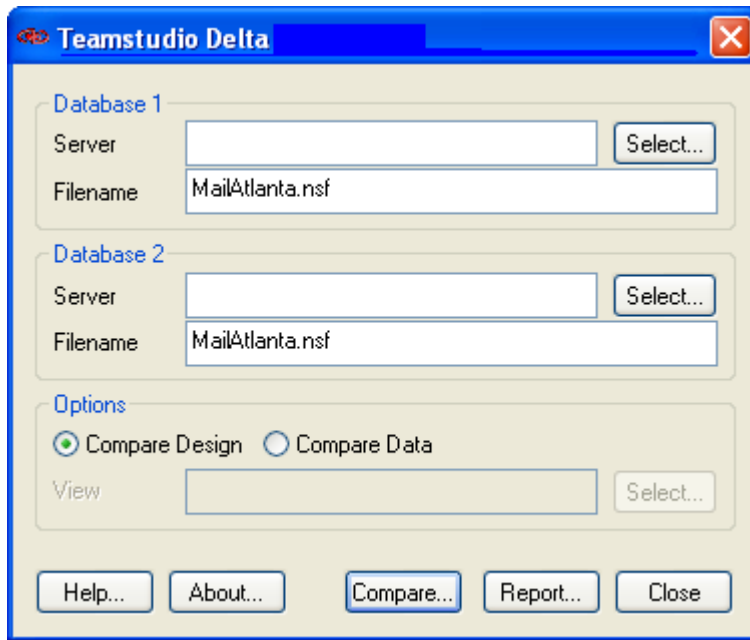 Teamstudio Delta
Database 1
Server Select...
Filename MailAtlanta.nsf
Database 2
Server Select...
Filename MailAtlanta.nsf
Options
Compare Design Compare Data
View Select...
Help... About... Compare... Report... Close